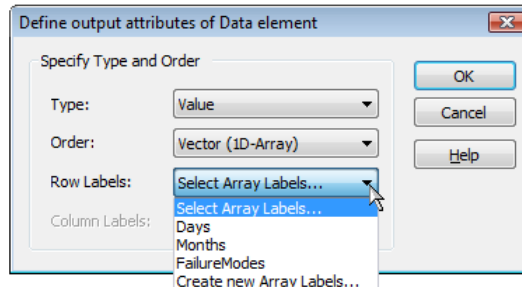 Define output attributes of Data element
Specify Type and Order
Type: Value
Order: Vector (1D-Array)
Row Labels: Select Array Labels...
Select Array Labels...
Column Labels:
Days
Months
FailureModes
Create new Array Labels...
OK
Cancel
Help